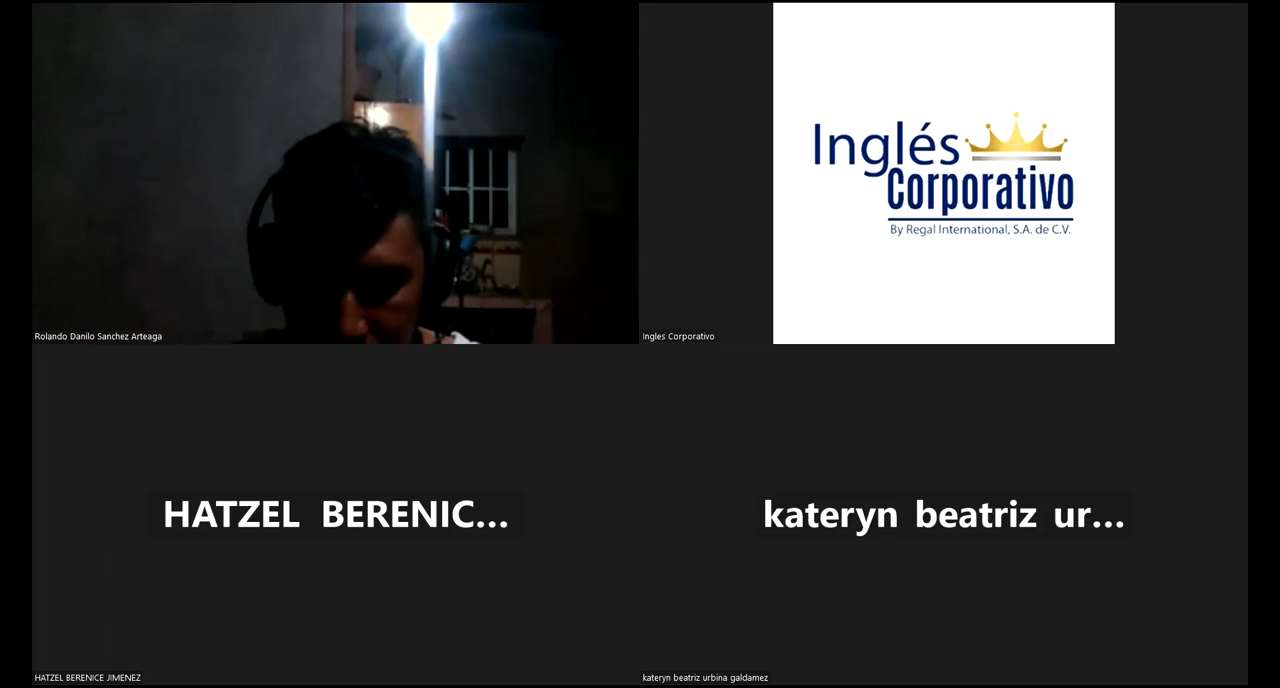 Inglés
Corporativo
By Regal International, S.A. de C.V.
Rolando Danilo Sanchez Arteaga
Ingles Corporativo
HATZEL BERENIC...
kateryn beatriz ur...
HATZEL BERENICE JIMENEZ
kateryn beatriz urbina galdamez